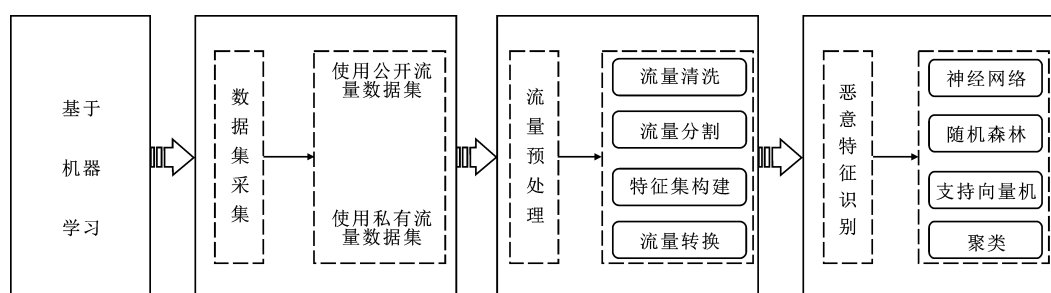 基于
机器
学习
数据集采集
使用公开流
量数据集
使用私有流
量数据集
流量预处理
流量清洗
流量分割
特征集构建
流量转换
恶意特征识别
神经网络
随机森林
支持向量机
聚类